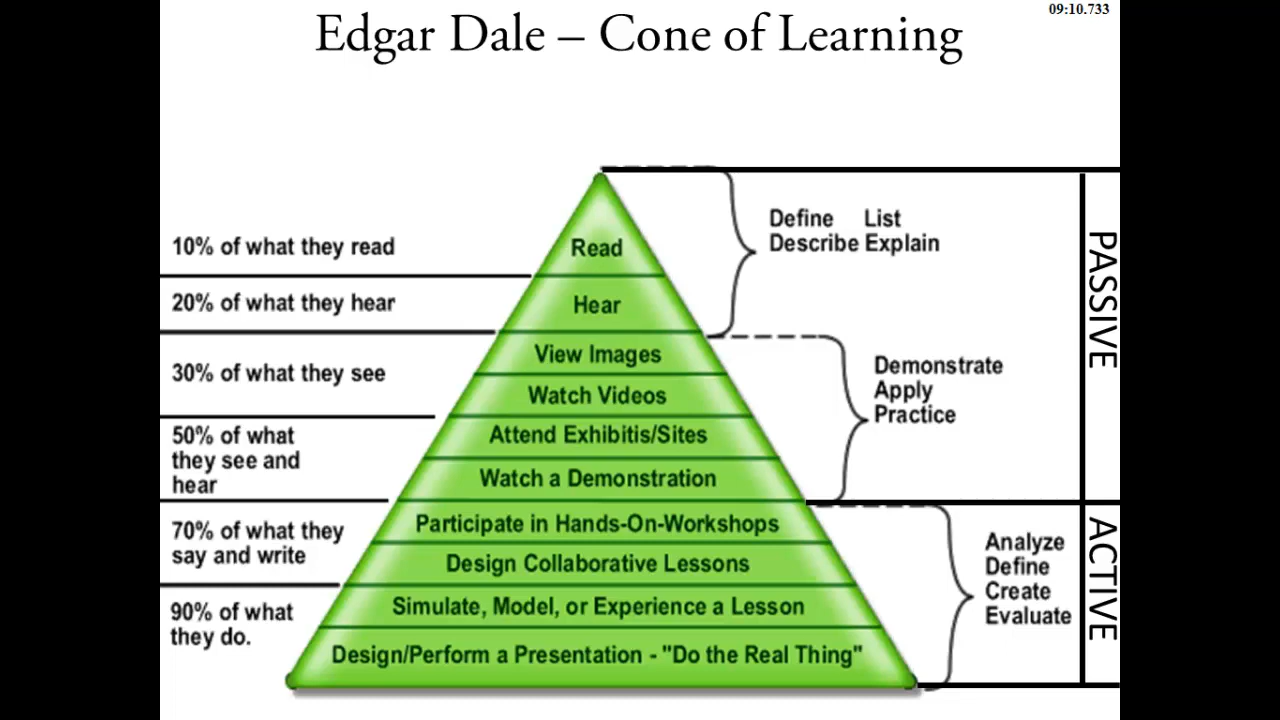 09:10.733
Edgar Dale – Cone of Learning
10% of what they read
20% of what they hear
30% of what they see
50% of what
they see and
hear
70% of what they
say and write
90% of what
they do.
Read
Hear
View Images
Watch Videos
Attend Exhibitis/Sites
Watch a Demonstration
Participate in Hands-On-Workshops
Design Collaborative Lessons
Simulate, Model, or Experience a Lesson
Design/Perform a Presentation - "Do the Real Thing"
Define List
Describe Explain
Demonstrate
Apply
Practice
Analyze
Define
Create
Evaluate
PASSIVE
ACTIVE